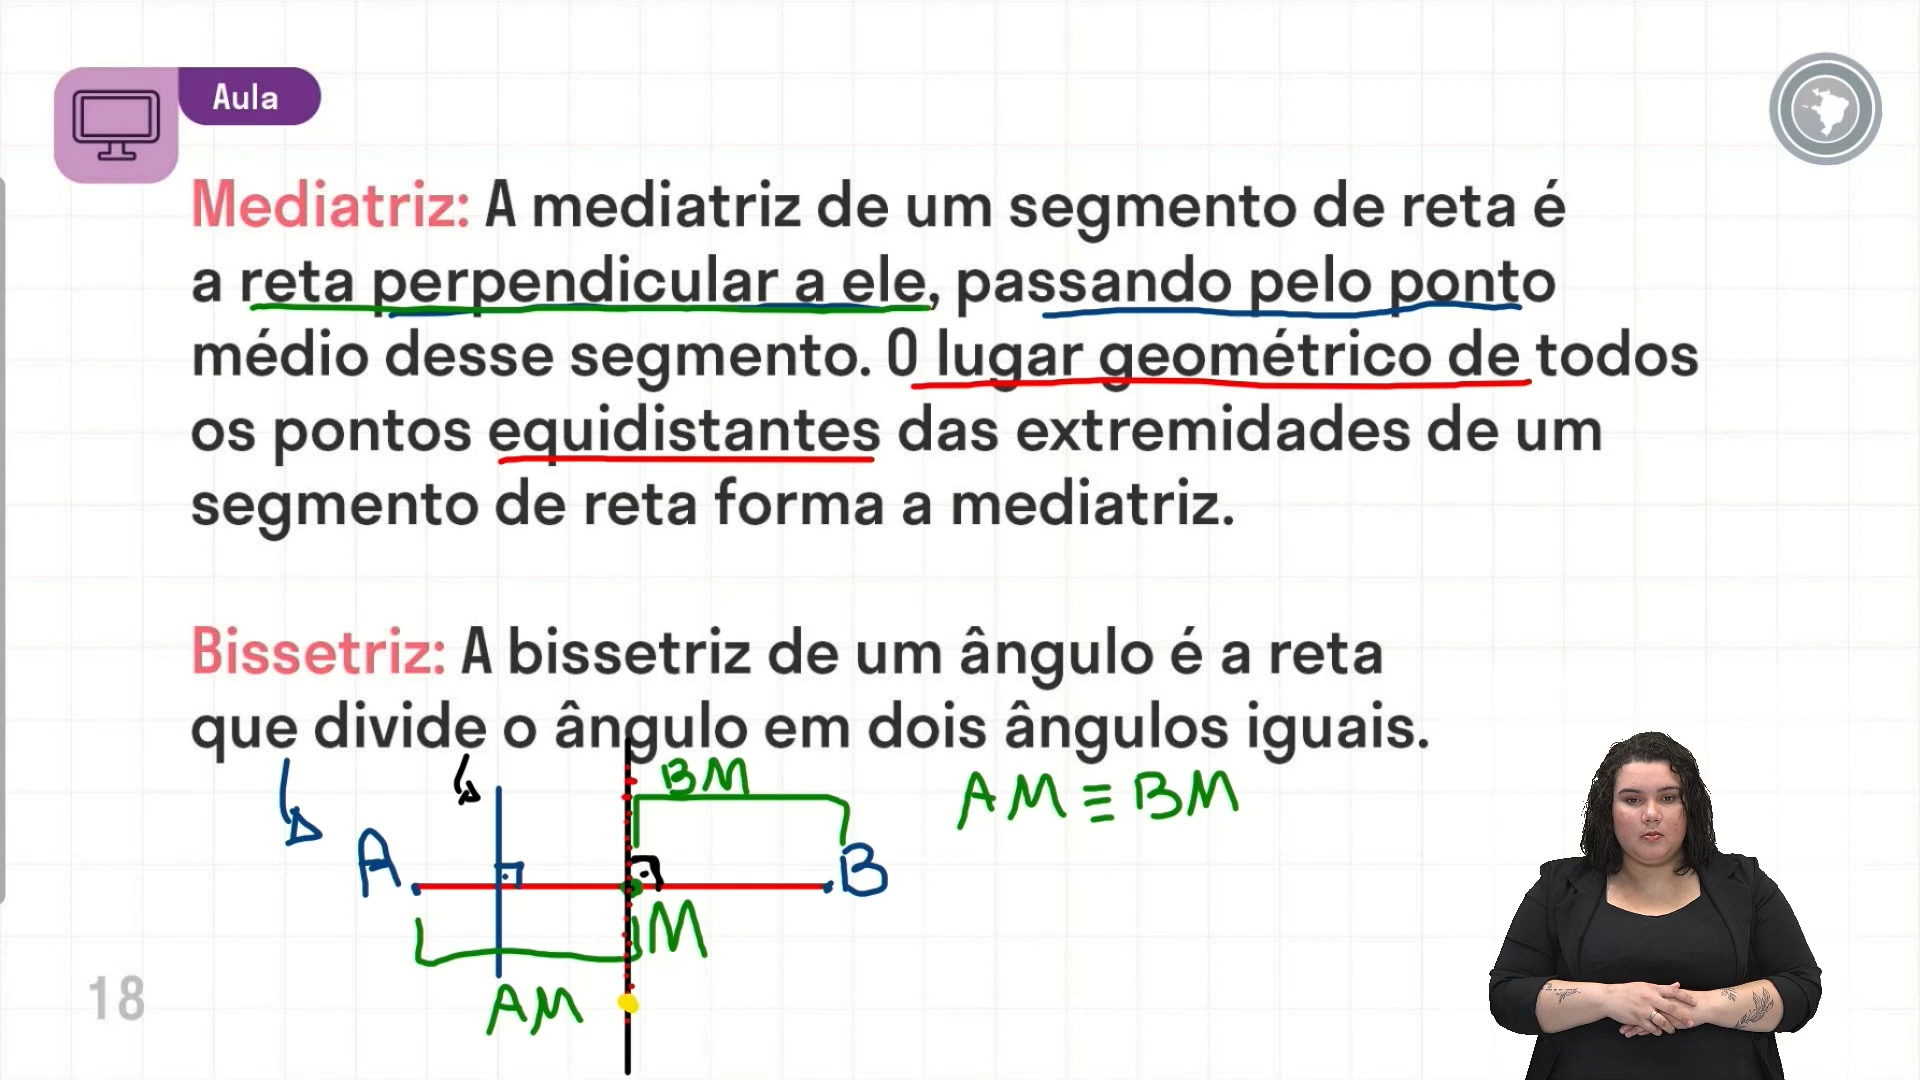 Aula
Mediatriz: A mediatriz de um segmento de reta é
a reta perpendicular a ele, passando pelo ponto
médio desse segmento. O lugar geométrico de todos
os pontos equidistantes das extremidades de um
segmento de reta forma a mediatriz.
Bissetriz: A bissetriz de um ângulo é a reta
que divide o ângulo em dois ângulos iguais.
BM
AM ≡ BM
A
B
M
AM
18